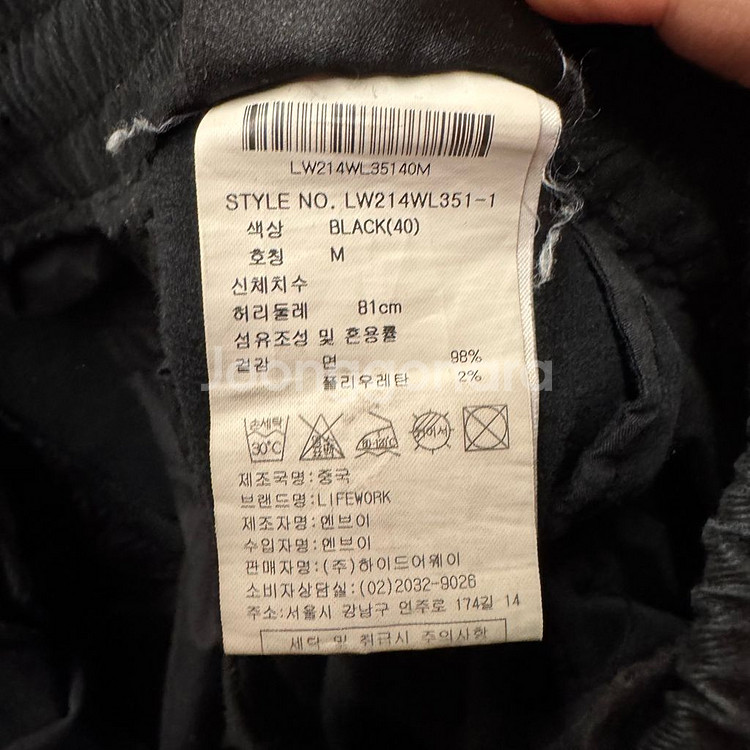 LW214WL35140M
STYLE NO. LW214WL351-1
색상 BLACK(40)
호칭 M
신체치수
허리둘레 81cm
섬유조성 및 혼용률
겉감 면 98%
폴리우레탄 2%
Joonagonara
손세탁
30℃
제조국명:중국
브랜드명:LIFEWORK
제조자명:엔브이
수입자명:엔브이
판매자명:(주)하이드어웨이
소비자상담실:(02)2032-9026
주소:서울시 강남구 언주로 174길 14
세탁 및 취급시 주의사항